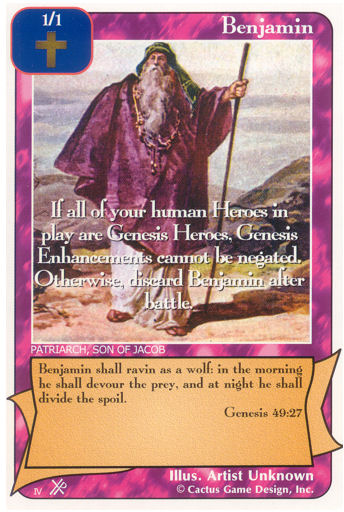 1/1
Benjamin
If all of your human Heroes in
play are Genesis Heroes, Genesis
Enhancements cannot be negated.
Otherwise, discard Benjamin after
battle.
PATRIARCH, SON OF JACOB
Benjamin shall ravin as a wolf: in the morning
he shall devour the prey, and at night he shall
divide the spoil.
Genesis 49:27
IV
Illus. Artist Unknown
© Cactus Game Design, Inc.